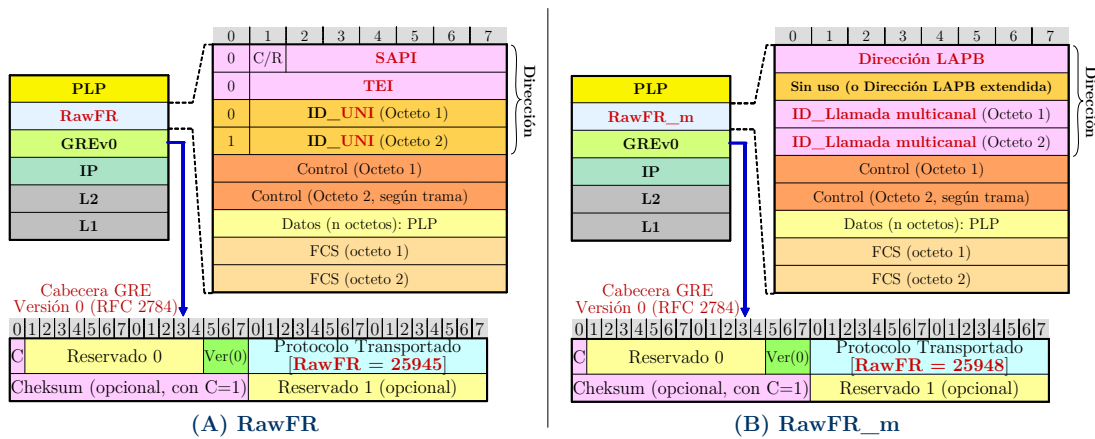 0 1 2 3 4 5 6 7
0 C/R SAPI
0 TEI
0 ID_UNI (Octeto 1)
1 ID_UNI (Octeto 2)
Control (Octeto 1)
Control (Octeto 2, según trama)
Datos (n octetos): PLP
FCS (octeto 1)
FCS (octeto 2)
Dirección
PLP
RawFR
GREv0
IP
L2
L1
Cabecera GRE
Versión 0 (RFC 2784)
0 1 2 3 4 5 6 7 0 1 2 3 4 5 6 7 0 1 2 3 4 5 6 7 0 1 2 3 4 5 6 7
C Reservado 0 Ver(0) Protocolo Transportado
[RawFR = 25945]
Cheksum (opcional, con C=1) Reservado 1 (opcional)
(A) RawFR
0 1 2 3 4 5 6 7
Dirección LAPB
Sin uso (o Dirección LAPB extendida)
ID_Llamada multicanal (Octeto 1)
ID_Llamada multicanal (Octeto 2)
Control (Octeto 1)
Control (Octeto 2, según trama)
Datos (n octetos): PLP
FCS (octeto 1)
FCS (octeto 2)
Dirección
PLP
RawFR_m
GREv0
IP
L2
L1
Cabecera GRE
Versión 0 (RFC 2784)
0 1 2 3 4 5 6 7 0 1 2 3 4 5 6 7 0 1 2 3 4 5 6 7 0 1 2 3 4 5 6 7
C Reservado 0 Ver(0) Protocolo Transportado
[RawFR = 25948]
Cheksum (opcional, con C=1) Reservado 1 (opcional)
(B) RawFR_m